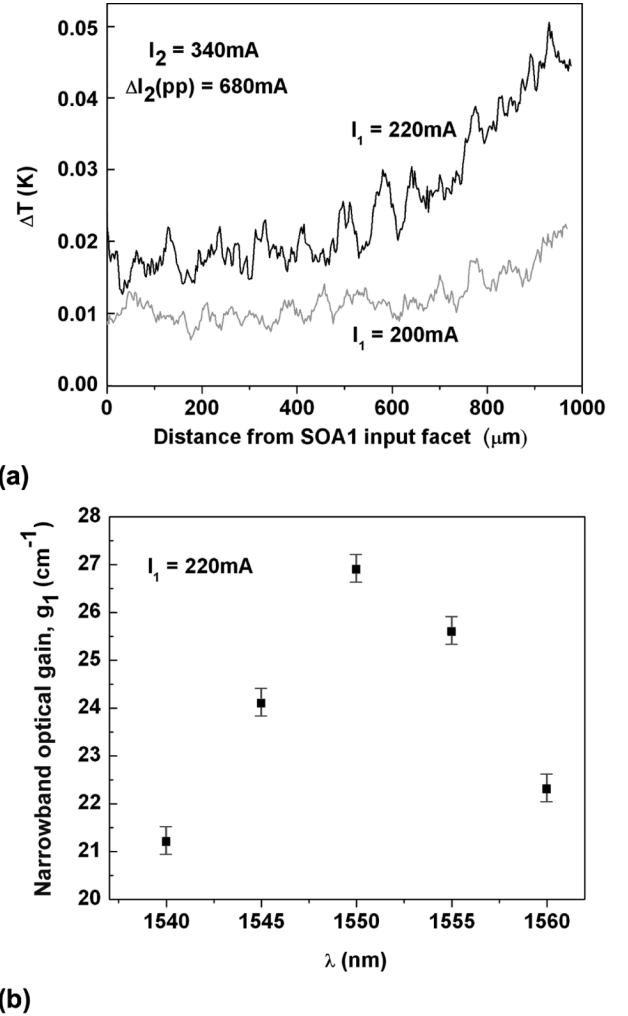 0.05
0.04
0.03
0.02
0.01
0.00
ΔT (K)
I2 = 340mA
ΔI2(pp) = 680mA
I1 = 220mA
I1 = 200mA
0 200 400 600 800 1000
Distance from SOA1 input facet (μm)
(a)
28
27
26
25
24
23
22
21
20
Narrowband optical gain, g1 (cm-1)
I1 = 220mA
1540 1545 1550 1555 1560
λ (nm)
(b)